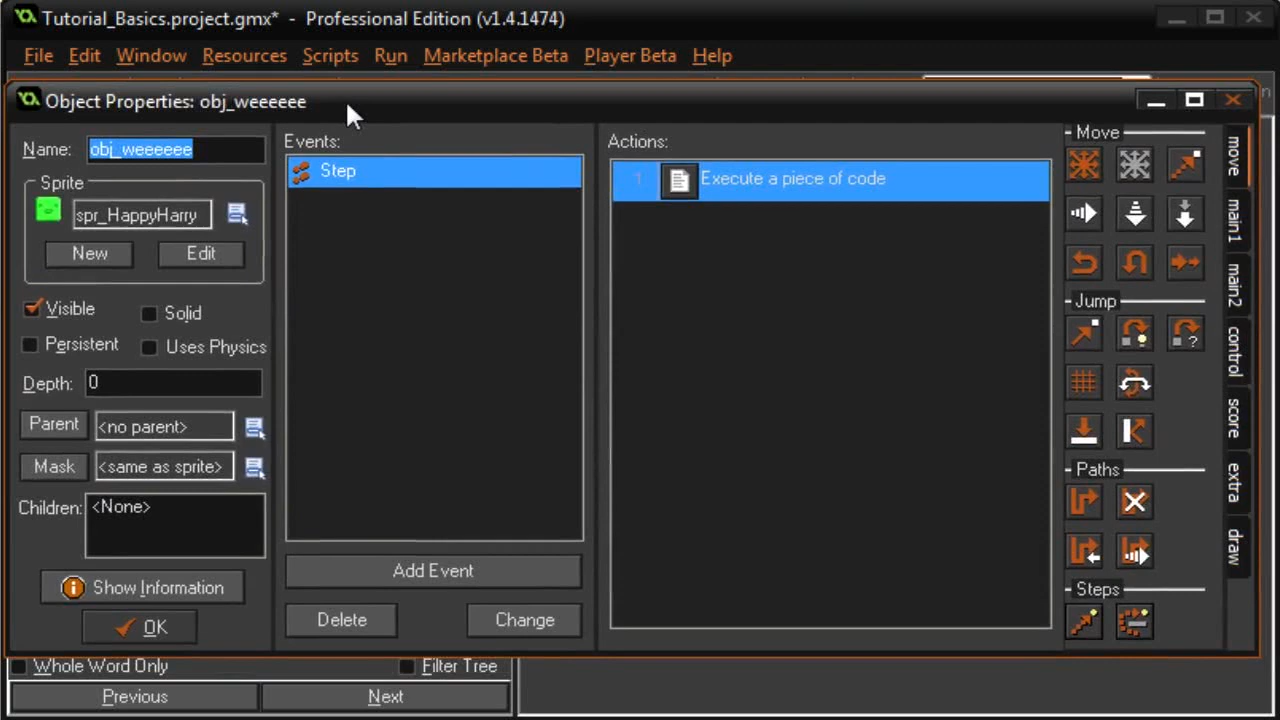 Tutorial_Basics.project.gmx* - Professional Edition (v1.4.1474)
File Edit Window Resources Scripts Run Marketplace Beta Player Beta Help
Object Properties: obj_weeeeee
Name: obj_weeeeee
Sprite
spr_HappyHarry
New Edit
Visible Solid
Persistent Uses Physics
Depth: 0
Parent <no parent>
Mask <same as sprite>
Children: <None>
Show Information
OK
Events:
Step
Add Event
Delete Change
Actions:
1 Execute a piece of code
Move
Jump
Paths
Steps
move
main1
main2
control
score
extra
draw
Whole Word Only Filter Tree
Previous Next